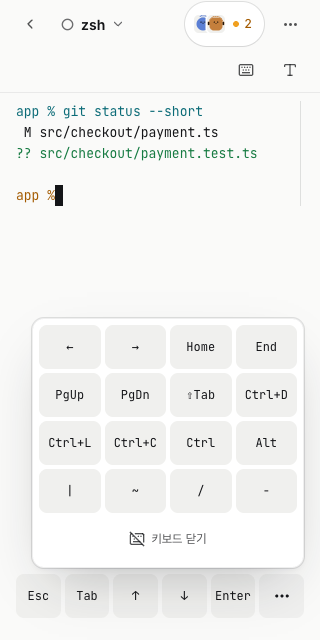 zsh
2
app % git status --short
M src/checkout/payment.ts
?? src/checkout/payment.test.ts
app %
← → Home End
PgUp PgDn ⇧Tab Ctrl+D
Ctrl+L Ctrl+C Ctrl Alt
| ~ / -
키보드 닫기
Esc Tab ↑ ↓ Enter •••